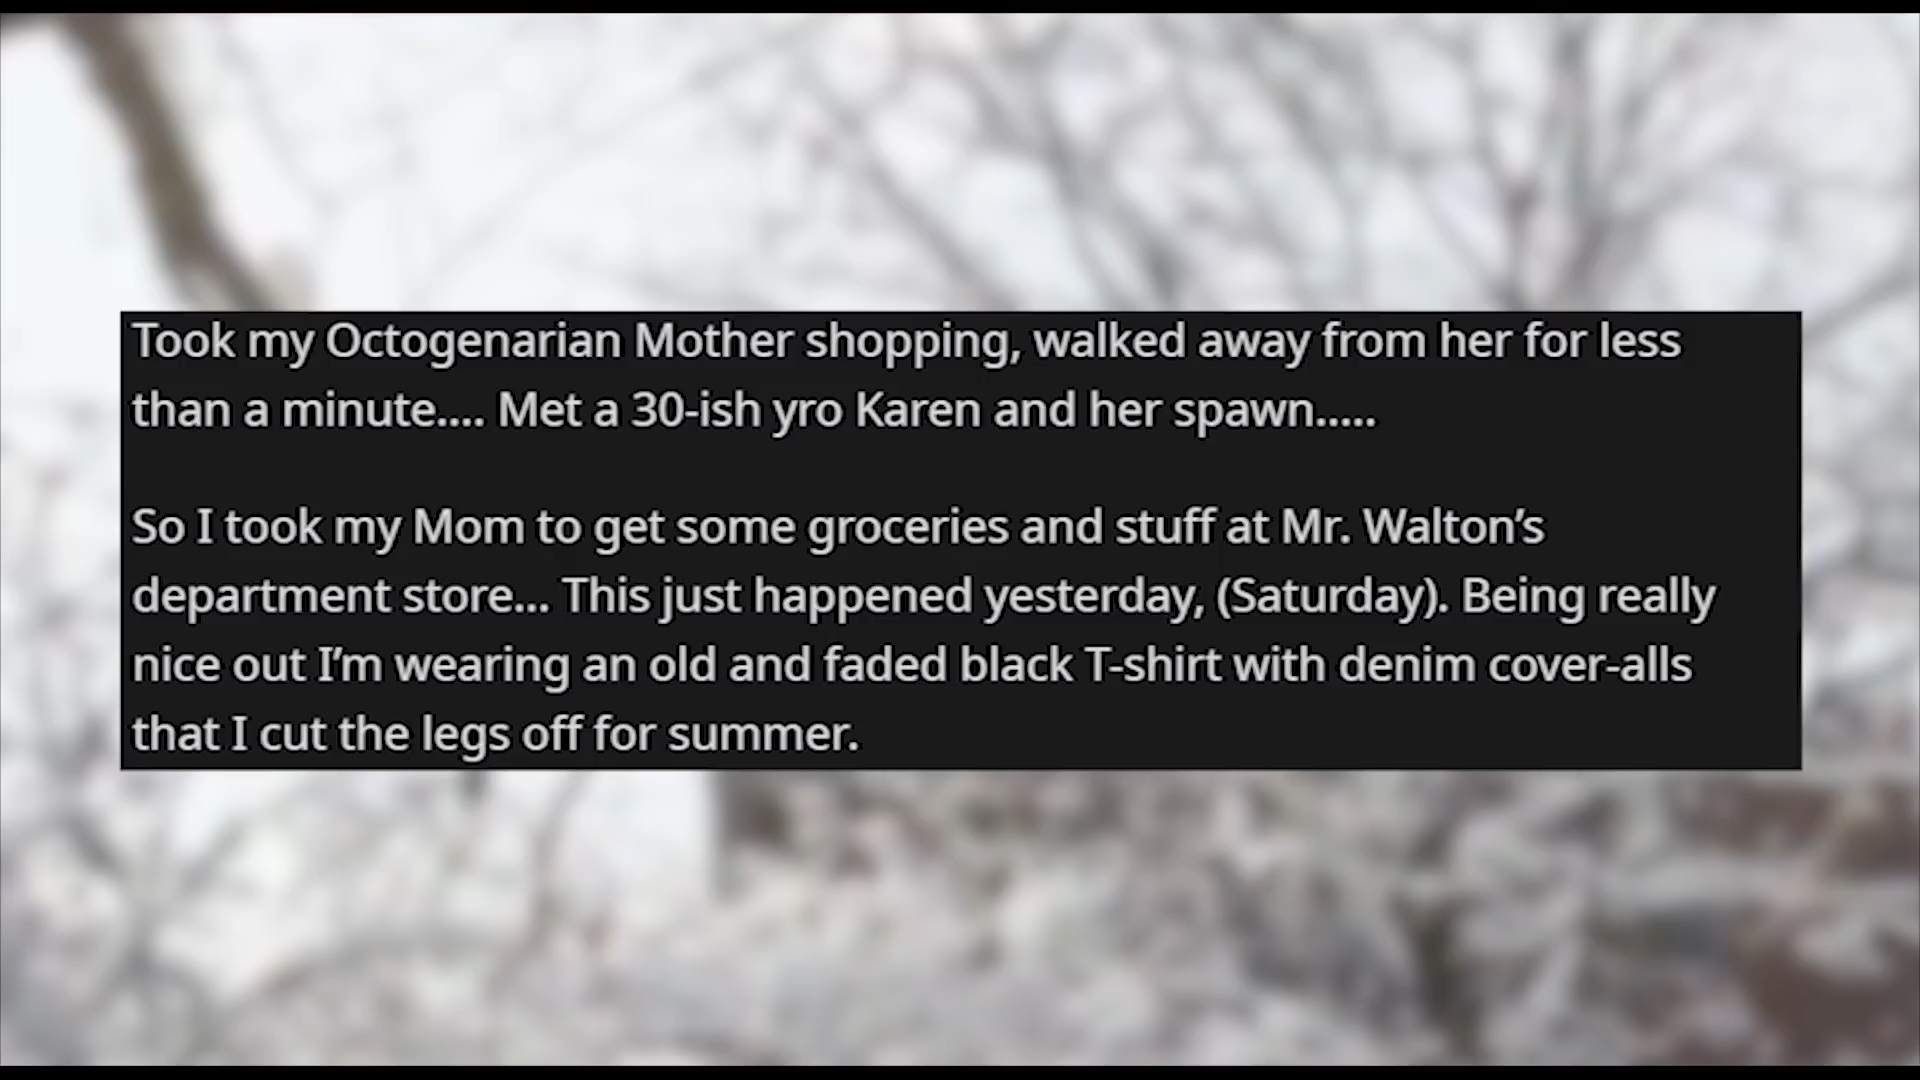 Took my Octogenarian Mother shopping, walked away from her for less
than a minute.... Met a 30-ish yro Karen and her spawn.....
So I took my Mom to get some groceries and stuff at Mr. Walton’s
department store... This just happened yesterday, (Saturday). Being really
nice out I’m wearing an old and faded black T-shirt with denim cover-alls
that I cut the legs off for summer.